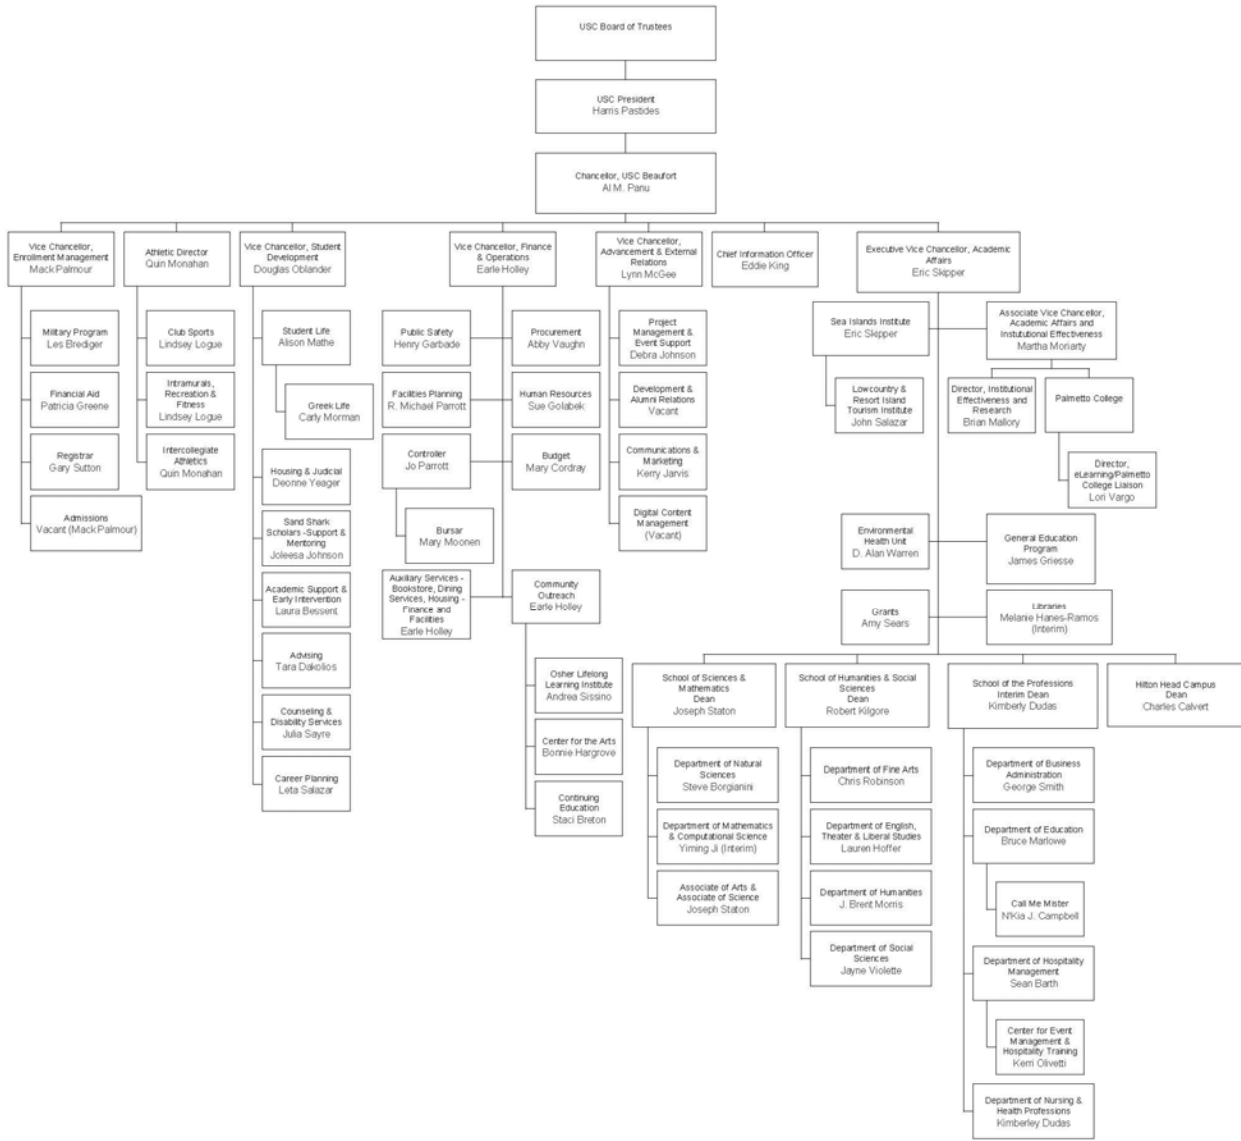 USC Board of Trustees
USC President
Harris Pastides
Chancellor, USC Beaufort
Al M. Panu
Vice Chancellor,
Enrollment Management
Mack Palmour
Athletic Director
Quin Monahan
Vice Chancellor, Student
Development
Douglas Oblander
Vice Chancellor, Finance
& Operations
Earle Holley
Vice Chancellor,
Advancement & External
Relations
Lynn McGee
Chief Information Officer
Eddie King
Executive Vice Chancellor, Academic
Affairs
Eric Skipper
Military Program
Les Brediger
Financial Aid
Patricia Greene
Registrar
Gary Sutton
Admissions
Vacant (Mack Palmour)
Club Sports
Lindsey Logue
Intramurals,
Recreation &
Fitness
Lindsey Logue
Intercollegiate
Athletics
Quin Monahan
Student Life
Alison Mathe
Greek Life
Carly Morman
Housing & Judicial
Deonne Yeager
Sand Shark
Scholars -Support &
Mentoring
Joleesa Johnson
Academic Support &
Early Intervention
Laura Bessent
Advising
Tara Dakolios
Counseling &
Disability Services
Julia Sayre
Career Planning
Leta Salazar
Public Safety
Henry Garbade
Procurement
Abby Vaughn
Facilities Planning
R. Michael Parrott
Human Resources
Sue Golabek
Controller
Jo Parrott
Budget
Mary Cordray
Bursar
Mary Moonen
Auxiliary Services -
Bookstore, Dining
Services, Housing -
Finance and
Facilities
Earle Holley
Community
Outreach
Earle Holley
Osher Lifelong
Learning Institute
Andrea Sissino
Center for the Arts
Bonnie Hargrove
Continuing
Education
Staci Breton
Project
Management &
Event Support
Debra Johnson
Development &
Alumni Relations
Vacant
Communications &
Marketing
Kerry Jarvis
Digital Content
Management
(Vacant)
Sea Islands Institute
Eric Skipper
Associate Vice Chancellor,
Academic Affairs and
Instutional Effectiveness
Martha Moriarty
Lowcountry &
Resort Island
Tourism Institute
John Salazar
Director, Institutional
Effectiveness and
Research
Brian Mallory
Palmetto College
Director,
eLearning/Palmetto
College Liaison
Lori Vargo
Environmental
Health Unit
D. Alan Warren
General Education
Program
James Griesse
Grants
Amy Sears
Libraries
Melanie Hanes-Ramos
(Interim)
School of Sciences &
Mathematics
Dean
Joseph Staton
School of Humanities & Social
Sciences
Dean
Robert Kilgore
School of the Professions
Interim Dean
Kimberly Dudas
Hilton Head Campus
Dean
Charles Calvert
Department of Natural
Sciences
Steve Borgianini
Department of Mathematics
& Computational Science
Yiming Ji (Interim)
Associate of Arts &
Associate of Science
Joseph Staton
Department of Fine Arts
Chris Robinson
Department of English,
Theater & Liberal Studies
Lauren Hoffer
Department of Humanities
J. Brent Morris
Department of Social
Sciences
Jayne Violette
Department of Business
Administration
George Smith
Department of Education
Bruce Marlowe
Call Me Mister
N'Kia J. Campbell
Department of Hospitality
Management
Sean Barth
Center for Event
Management &
Hospitality Training
Kerri Olivetti
Department of Nursing &
Health Professions
Kimberley Dudas